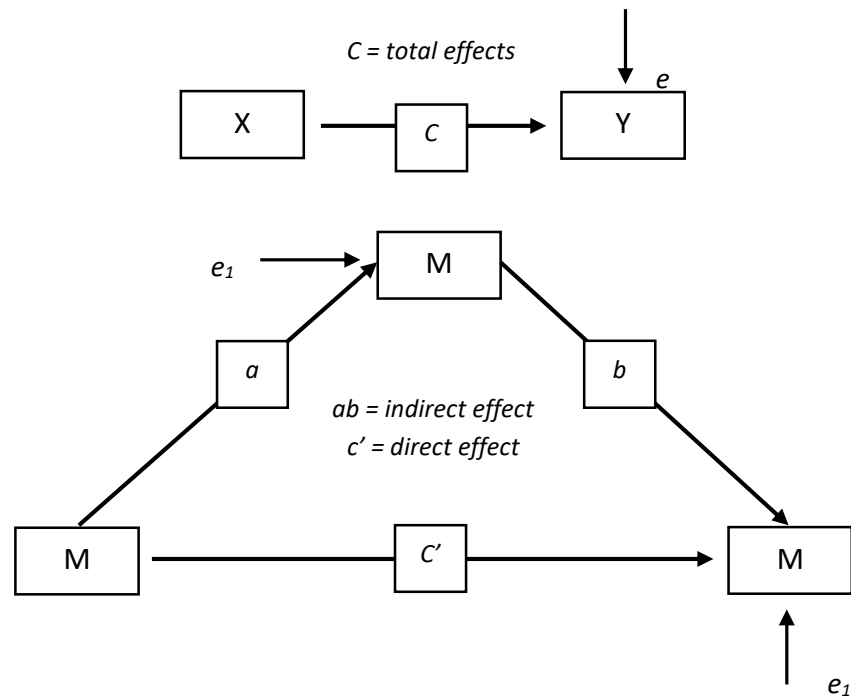 C = total effects
e
X
C
Y
M
e₁
a
b
ab = indirect effect
c’ = direct effect
M
C’
M
e₁